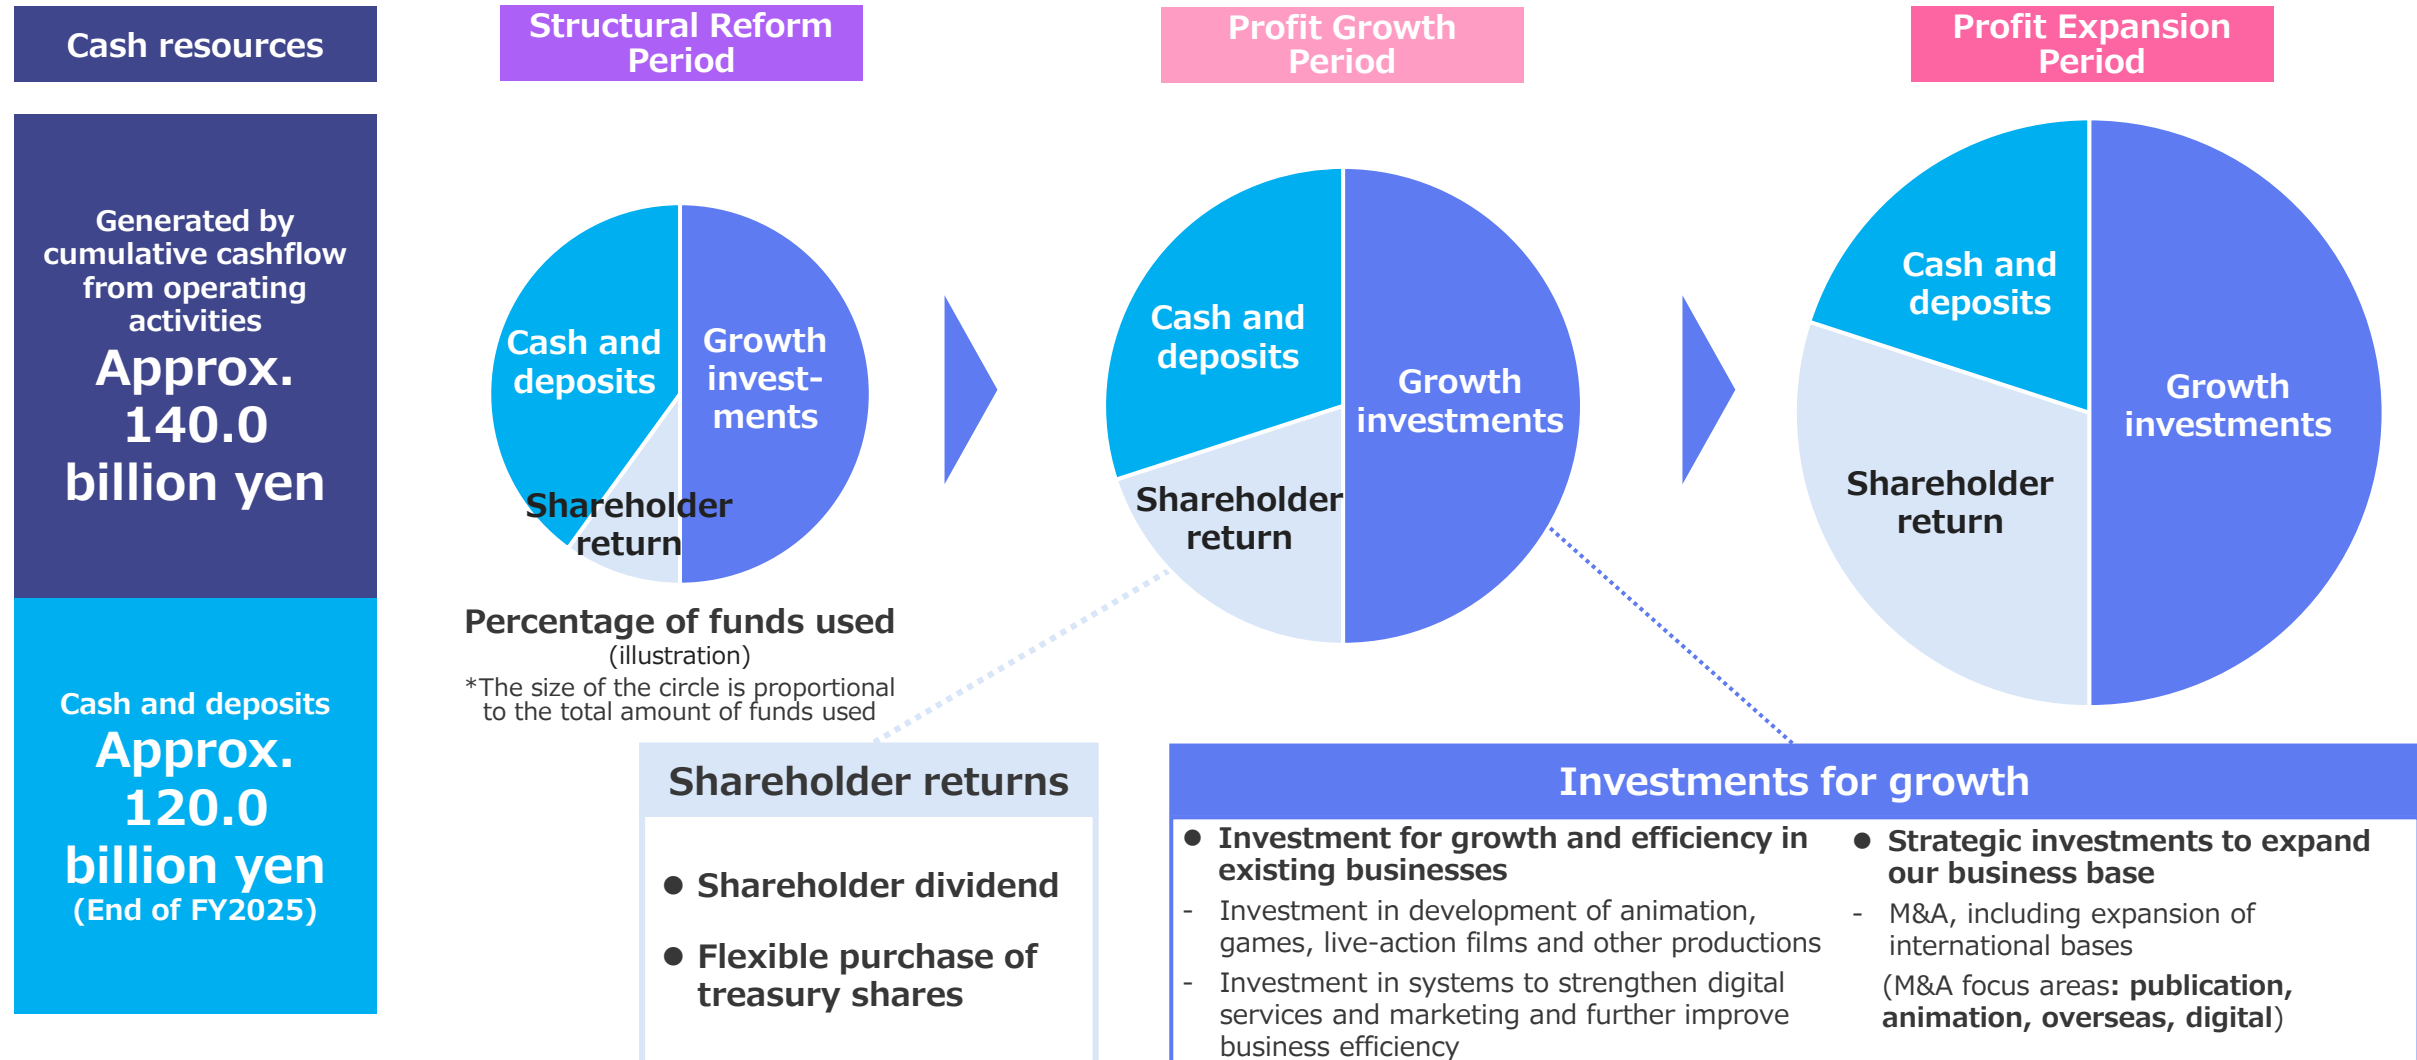 Cash resources
Generated by
cumulative cashflow
from operating
activities
Approx.
140.0
billion yen
Cash and deposits
Approx.
120.0
billion yen
(End of FY2025)
Structural Reform
Period
Cash and
deposits
Growth
invest-
ments
Shareholder
return
Percentage of funds used
(illustration)
*The size of the circle is proportional
to the total amount of funds used
Profit Growth
Period
Cash and
deposits
Growth
investments
Shareholder
return
Profit Expansion
Period
Cash and
deposits
Growth
investments
Shareholder
return
Shareholder returns
● Shareholder dividend
● Flexible purchase of
treasury shares
Investments for growth
● Investment for growth and efficiency in
existing businesses
- Investment in development of animation,
games, live-action films and other productions
- Investment in systems to strengthen digital
services and marketing and further improve
business efficiency
● Strategic investments to expand
our business base
- M&A, including expansion of
international bases
(M&A focus areas: publication,
animation, overseas, digital)